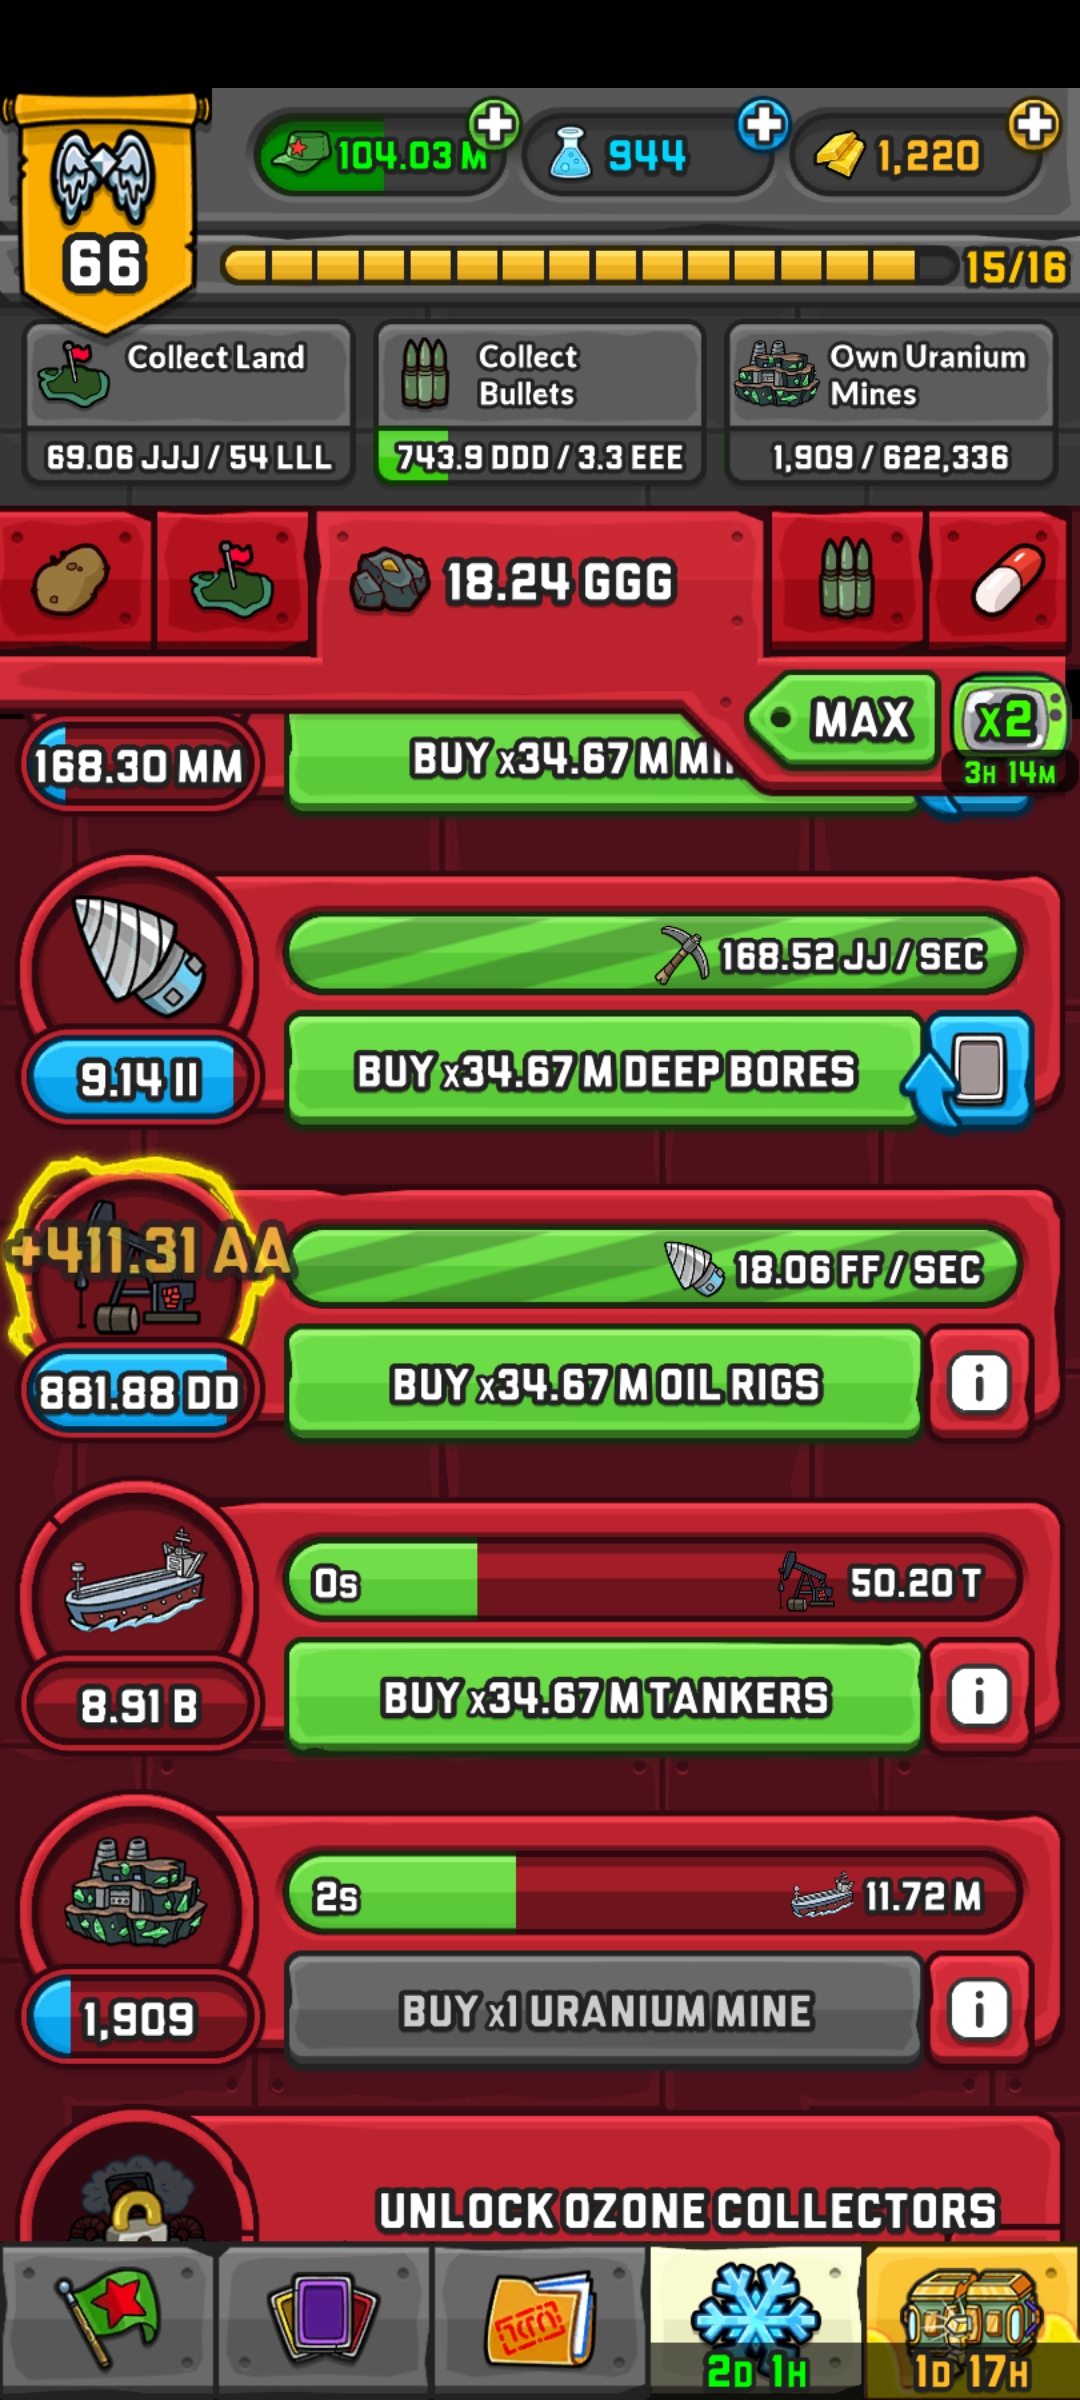 104.03 M
944
1,220
66
15/16
Collect Land
69.06 JJJ / 54 LLL
Collect
Bullets
743.9 DDD / 3.3 EEE
Own Uranium
Mines
1,909 / 622,336
18.24 GGG
MAX
x2
3H 14M
168.30 MM
BUY x34.67 M
168.52 JJ / SEC
9.14 II
BUY x34.67 M DEEP BORES
+411.31 AA
18.06 FF / SEC
881.88 DD
BUY x34.67 M OIL RIGS
i
0s
50.20 T
8.91 B
BUY x34.67 M TANKERS
i
2s
11.72 M
1,909
BUY x1 URANIUM MINE
i
UNLOCK OZONE COLLECTORS
2D 1H
1D 17H